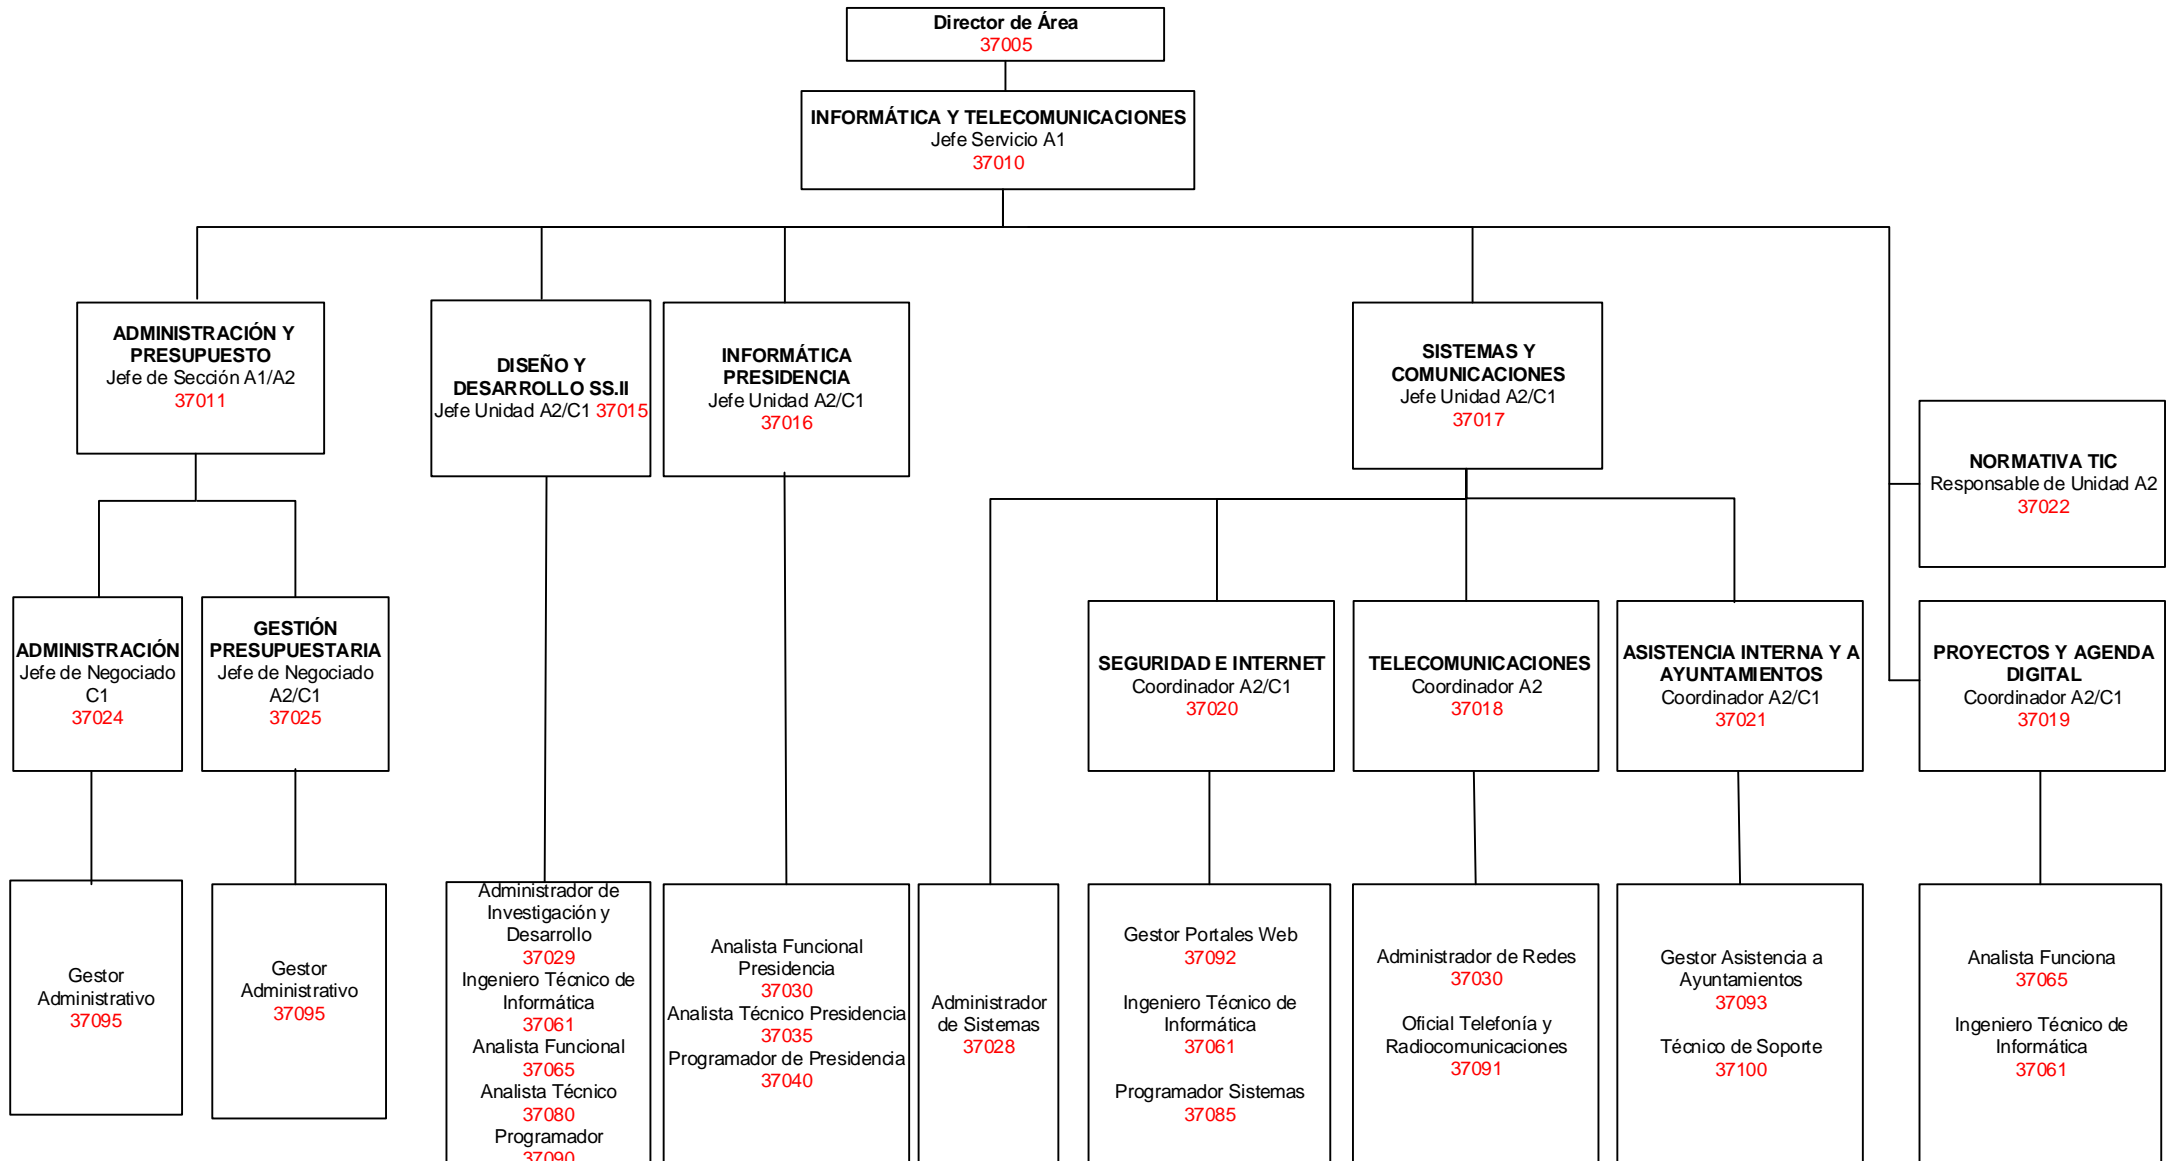 Director de Área
37005
INFORMÁTICA Y TELECOMUNICACIONES
Jefe Servicio A1
37010
ADMINISTRACIÓN Y
PRESUPUESTO
Jefe de Sección A1/A2
37011
DISEÑO Y
DESARROLLO SS.II
Jefe Unidad A2/C1 37015
INFORMÁTICA
PRESIDENCIA
Jefe Unidad A2/C1
37016
SISTEMAS Y
COMUNICACIONES
Jefe Unidad A2/C1
37017
NORMATIVA TIC
Responsable de Unidad A2
37022
ADMINISTRACIÓN
Jefe de Negociado
C1
37024
GESTIÓN
PRESUPUESTARIA
Jefe de Negociado
A2/C1
37025
SEGURIDAD E INTERNET
Coordinador A2/C1
37020
TELECOMUNICACIONES
Coordinador A2
37018
ASISTENCIA INTERNA Y A
AYUNTAMIENTOS
Coordinador A2/C1
37021
PROYECTOS Y AGENDA
DIGITAL
Coordinador A2/C1
37019
Gestor
Administrativo
37095
Gestor
Administrativo
37095
Administrador de
Investigación y
Desarrollo
37029
Ingeniero Técnico de
Informática
37061
Analista Funcional
37065
Analista Técnico
37080
Programador
37090
Analista Funcional
Presidencia
37030
Analista Técnico Presidencia
37035
Programador de Presidencia
37040
Administrador
de Sistemas
37028
Gestor Portales Web
37092
Ingeniero Técnico de
Informática
37061
Programador Sistemas
37085
Administrador de Redes
37030
Oficial Telefonía y
Radiocomunicaciones
37091
Gestor Asistencia a
Ayuntamientos
37093
Técnico de Soporte
37100
Analista Funciona
37065
Ingeniero Técnico de
Informática
37061